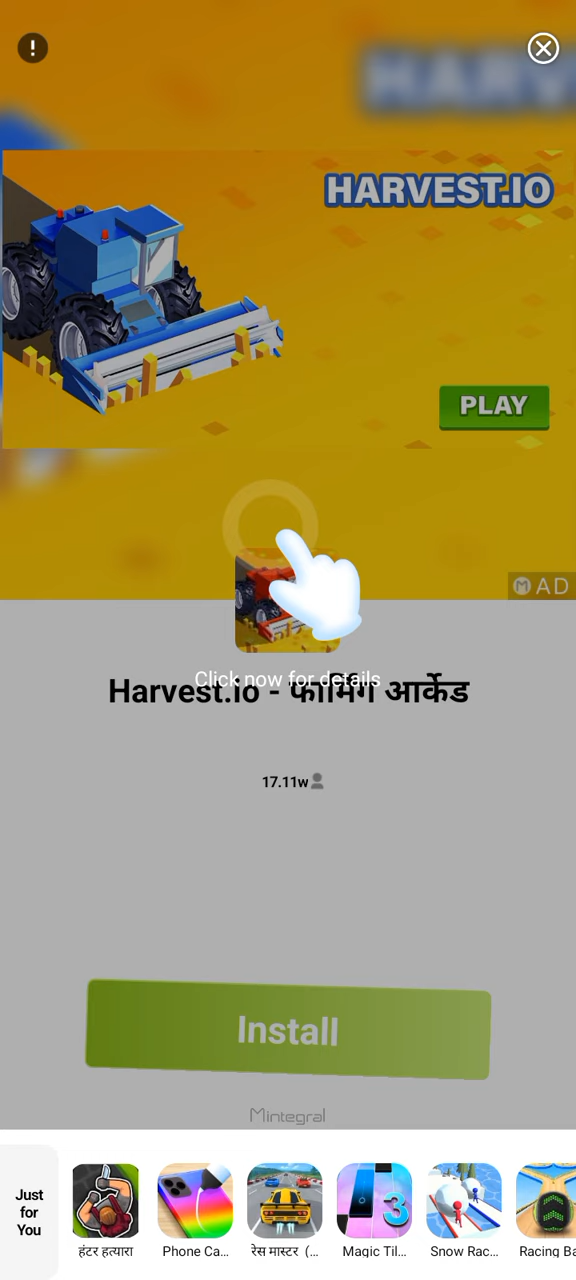 HARVEST.IO
PLAY
AD
Click now for details
Harvest.io - फार्मिंग आर्केड
17.11w
Install
Mintegral
Just
for
You
हंटर हत्यारा
Phone Ca...
रेस मास्टर (...
Magic Til...
Snow Rac...
Racing Ba